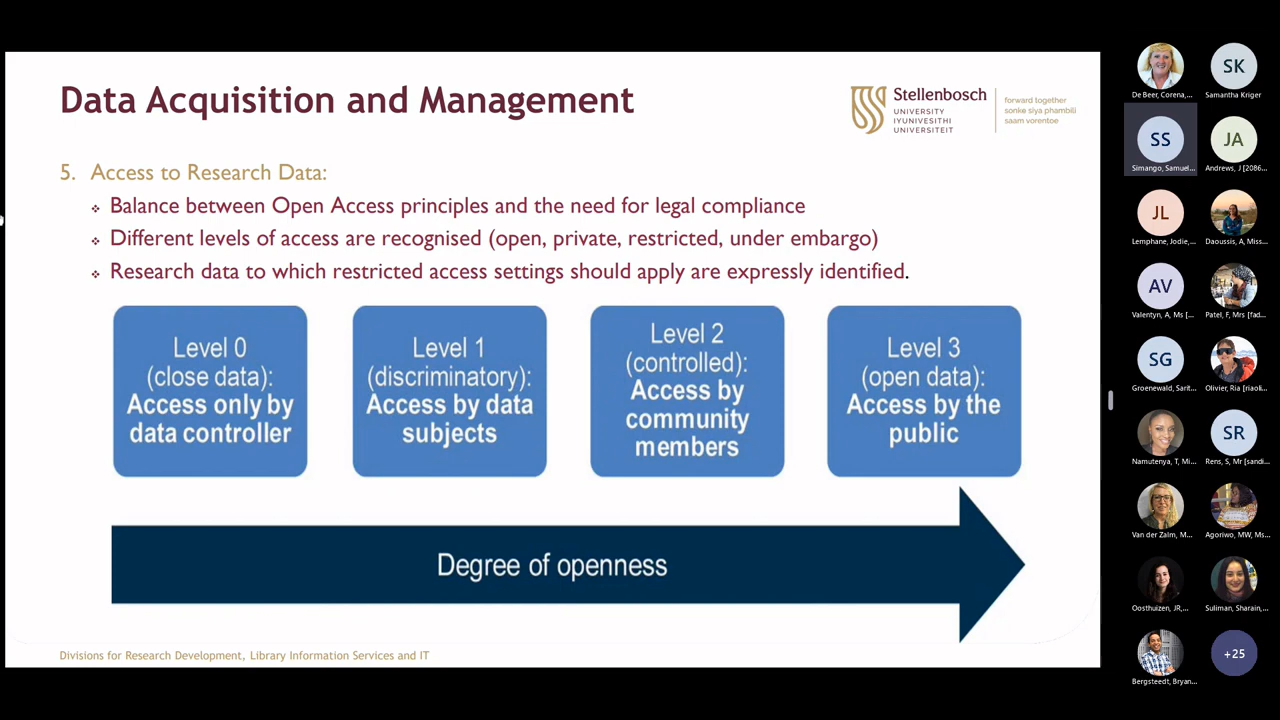 Data Acquisition and Management
Stellenbosch
UNIVERSITY
IYUNIVESITHI
UNIVERSITEIT
forward together
sonke siya phambili
saam vorentoe
5. Access to Research Data:
Balance between Open Access principles and the need for legal compliance
Different levels of access are recognised (open, private, restricted, under embargo)
Research data to which restricted access settings should apply are expressly identified.
Level 0
(close data):
Access only by
data controller
Level 1
(discriminatory):
Access by data
subjects
Level 2
(controlled):
Access by
community
members
Level 3
(open data):
Access by the
public
Degree of openness
Divisions for Research Development, Library Information Services and IT
De Beer, Corena,...
SK
Samantha Kriger
SS
Simango, Samuel...
JA
Andrews, J [2086...
JL
Lemphane, Jodie,...
Daoussis, A, Miss...
AV
Valentyn, A, Ms [...
Patel, F, Mrs [fad...
SG
Groenewald, Sarit...
Olivier, Ria [riaoli...
Namutenya, T, Mi...
SR
Rens, S, Mr [sandi...
Van der Zalm, M...
Agoriwo, MW, Ms...
Oosthuizen, JR,...
Suliman, Sharain,...
Bergsteedt, Bryan...
+25